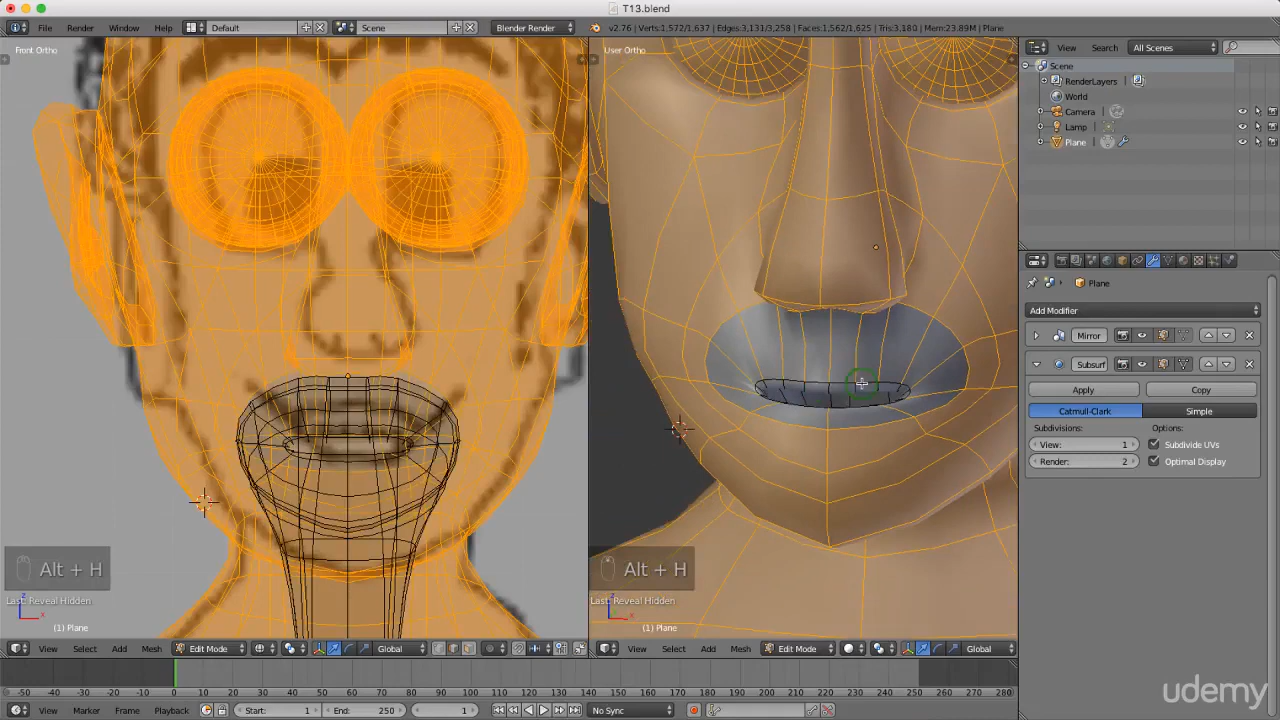 T13.blend
File Render Window Help Default Scene Blender Render v2.76 | Verts:1,572/1,637 | Edges:3,131/3,258 | Faces:1,562/1,625 | Tris:3,180 | Mem:23.89M | Plane
Front Ortho
User Ortho
View Search All Scenes
Scene
RenderLayers
World
Camera
Lamp
Plane
Plane
Add Modifier
Mirror
Subsurf
Apply Copy
Catmull-Clark Simple
Subdivisions: Options:
View: 1 Subdivide UVs
Render: 2 Optimal Display
Alt + H
Alt + H
Last: Reveal Hidden
Last: Reveal Hidden
x
(1) Plane
(1) Plane
View Select Add Mesh Edit Mode Global
View Select Add Mesh Edit Mode Global
-50 -40 -30 -20 -10 0 10 20 30 40 50 60 70 80 90 100 110 120 130 140 150 160 170 180 190 200 210 220 230 240 250 260 270 280
View Marker Frame Playback Start: 1 End: 250 1 No Sync
udemy